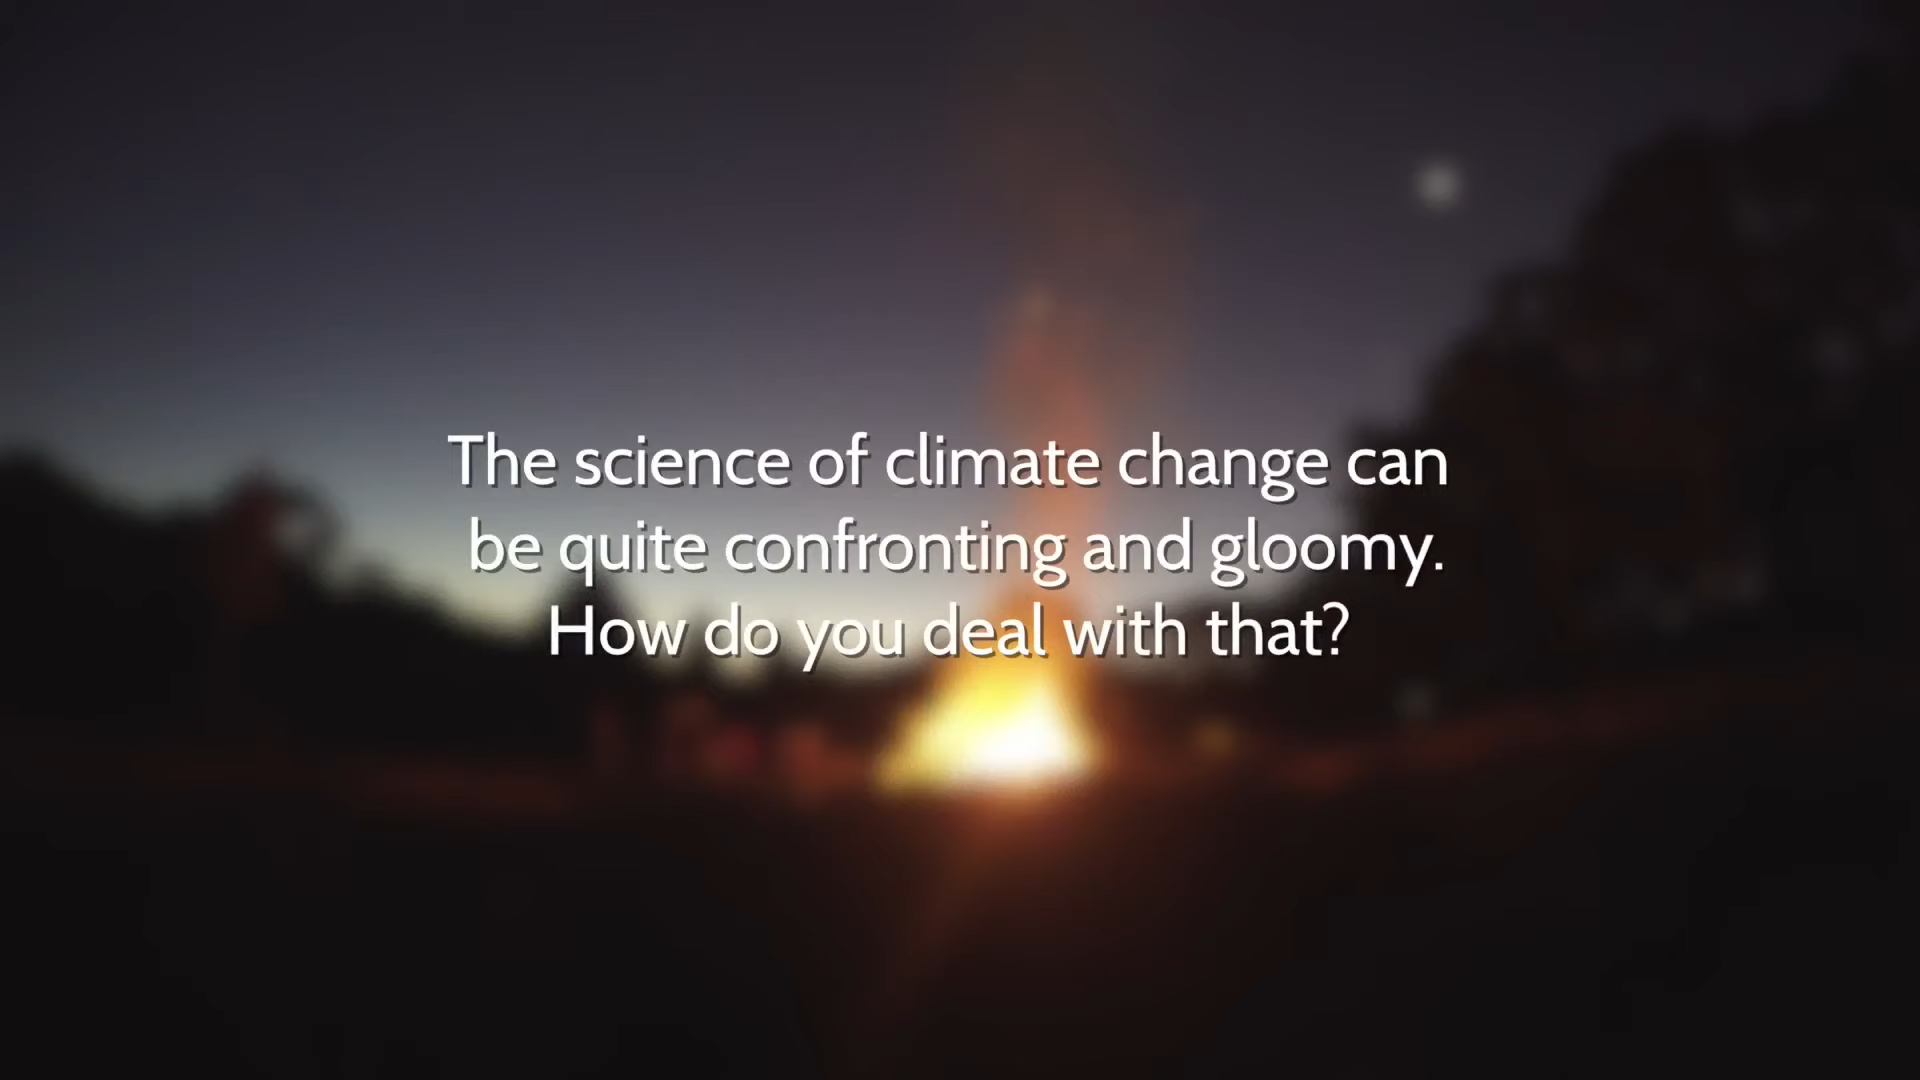 The science of climate change can
be quite confronting and gloomy.
How do you deal with that?